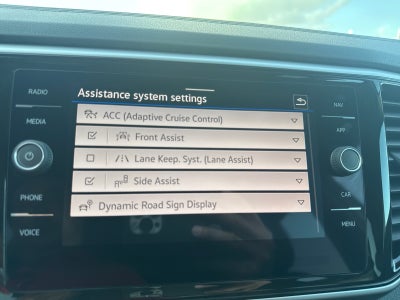 Assistance system settings
RADIO
NAV
ACC (Adaptive Cruise Control)
MEDIA
APP
Front Assist
Lane Keep. Syst. (Lane Assist)
Side Assist
PHONE
CAR
Dynamic Road Sign Display
VOICE
MENU